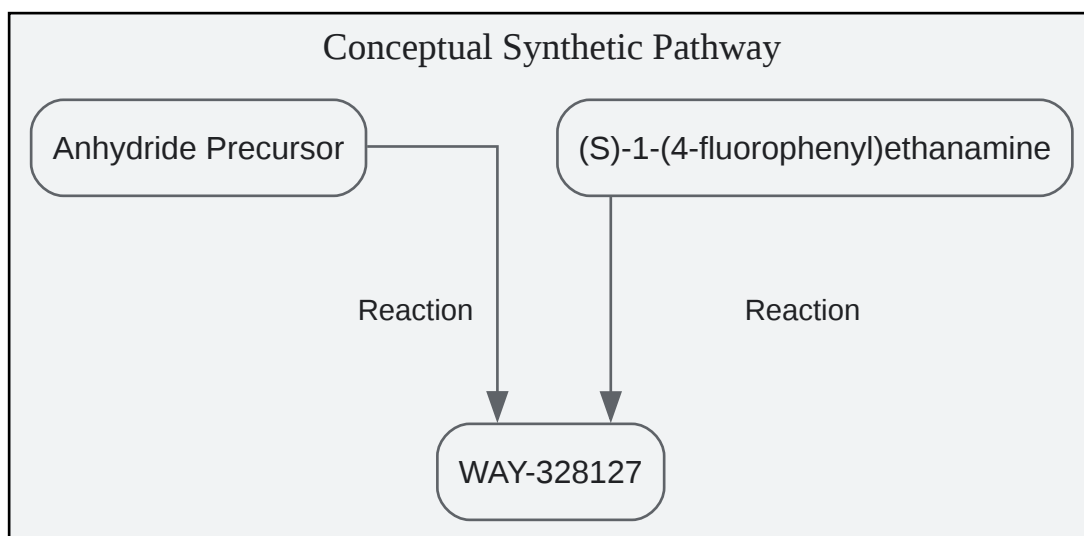 Conceptual Synthetic Pathway
Anhydride Precursor
(S)-1-(4-fluorophenyl)ethanamine
Reaction
Reaction
WAY-328127